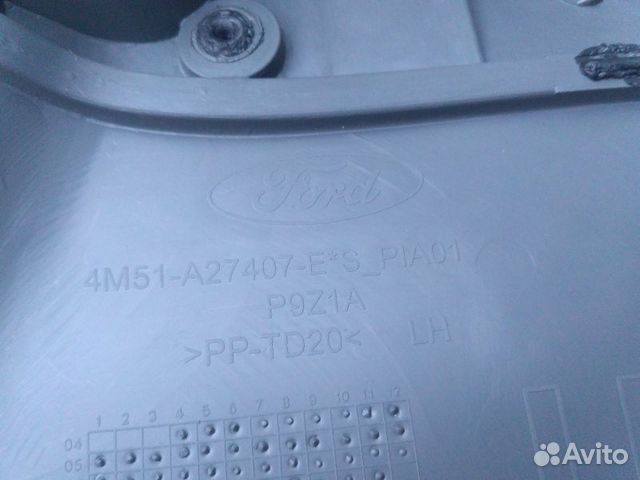 Ford
4M51-A27407-E*S_PIA01
P9Z1A
>PP-TD20< LH
1 2 3 4 5 6 7 8 9 10 11 12
04
05
Avito